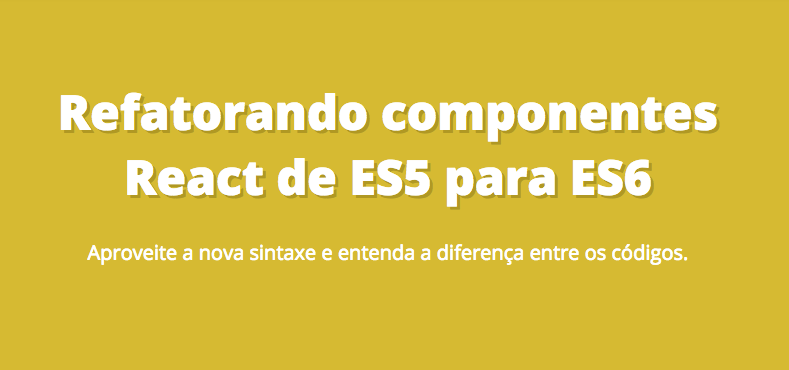 Refatorando componentes
React de ES5 para ES6
Aproveite a nova sintaxe e entenda a diferença entre os códigos.